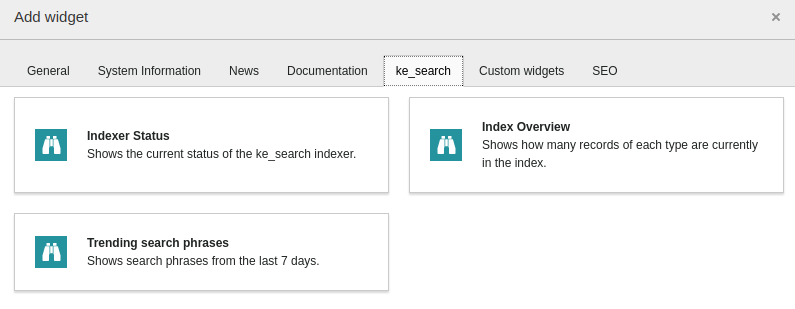 Add widget ×
General System Information News Documentation ke_search Custom widgets SEO
Indexer Status
Shows the current status of the ke_search indexer.
Index Overview
Shows how many records of each type are currently
in the index.
Trending search phrases
Shows search phrases from the last 7 days.